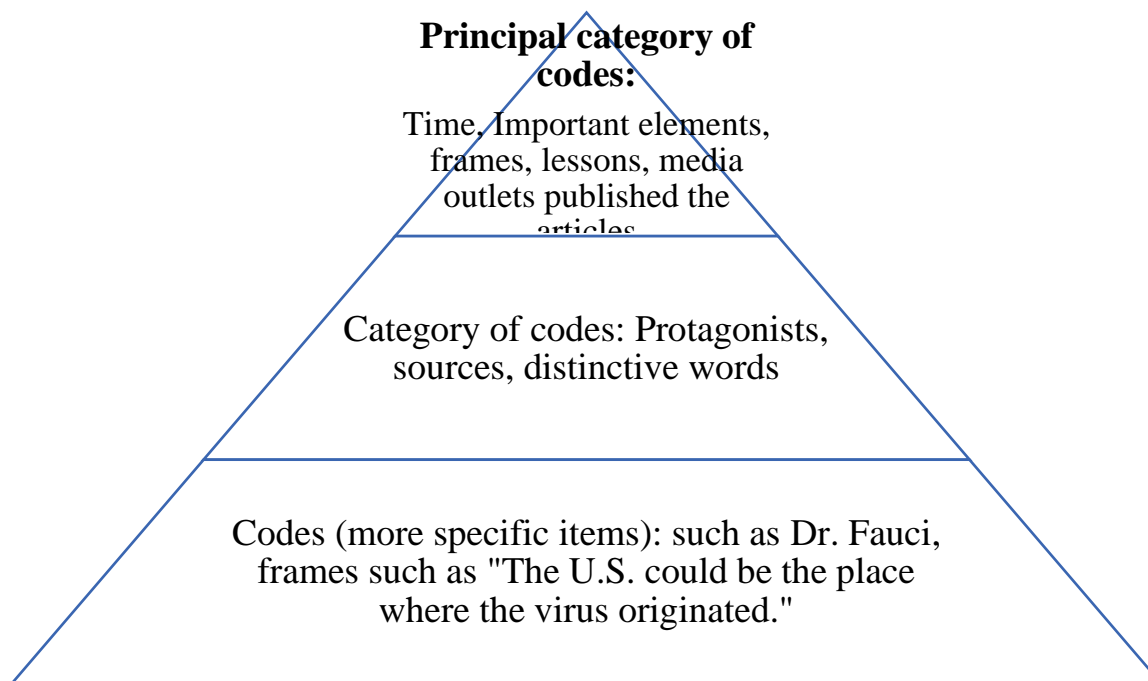 Principal category of
codes:
Time, Important elements,
frames, lessons, media
outlets published the
articles
Category of codes: Protagonists,
sources, distinctive words
Codes (more specific items): such as Dr. Fauci,
frames such as "The U.S. could be the place
where the virus originated."